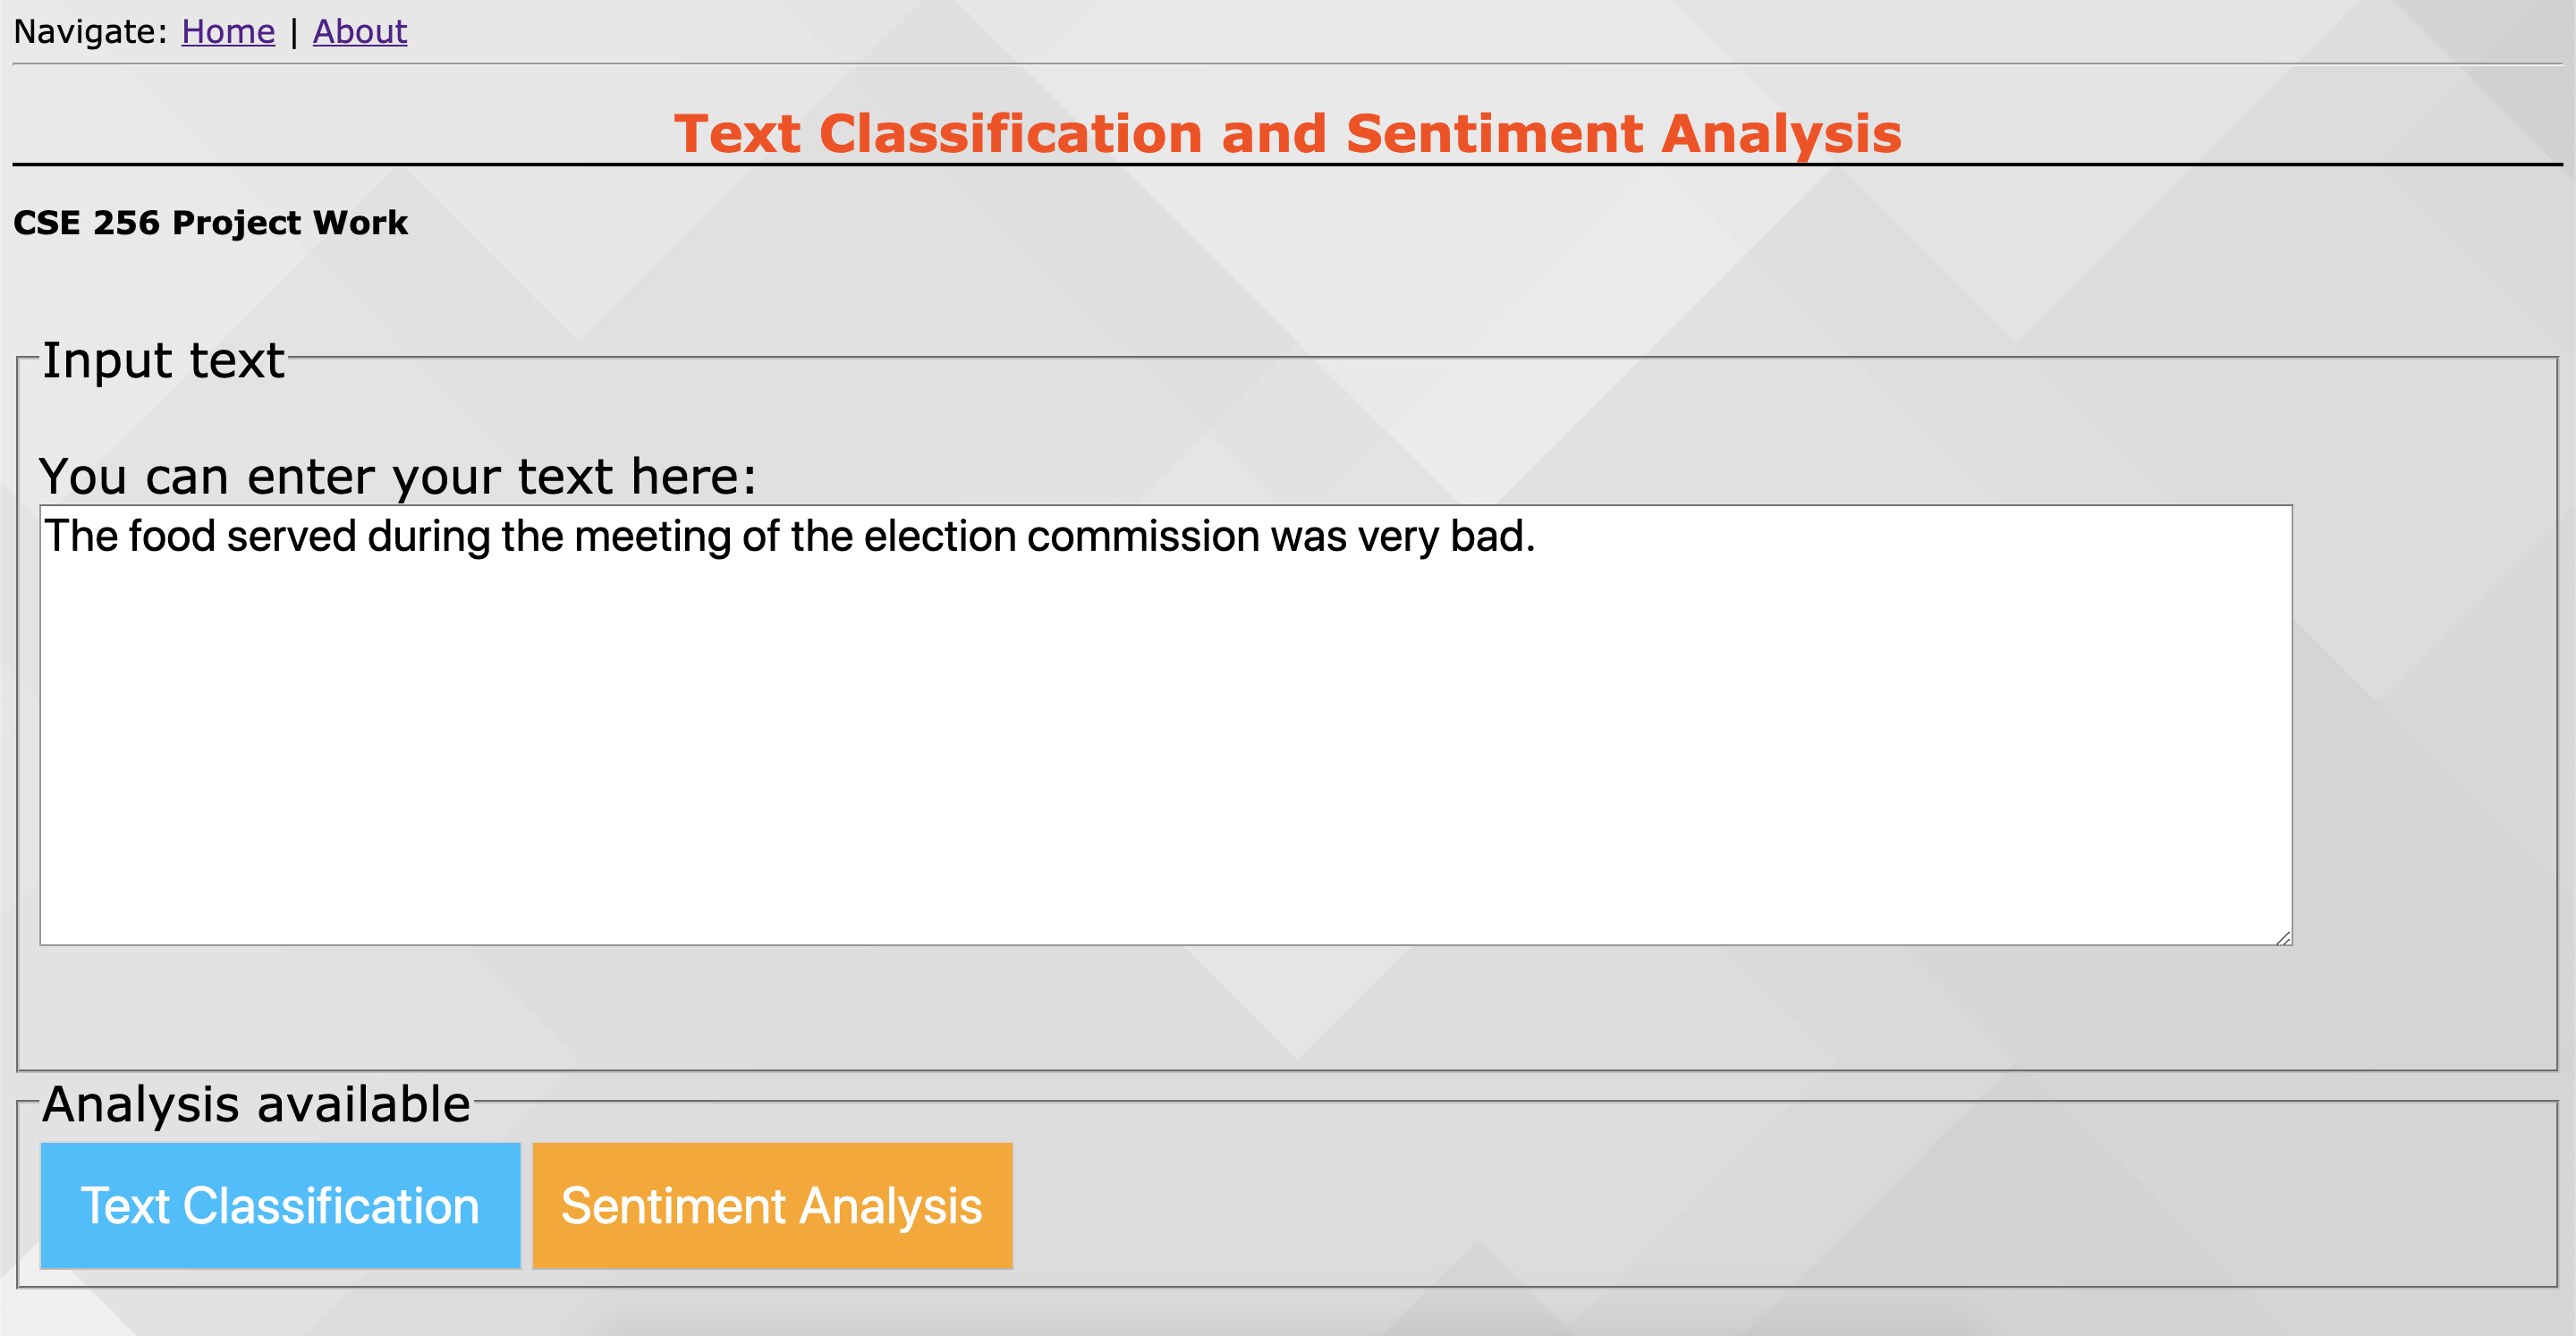 Navigate: Home | About
Text Classification and Sentiment Analysis
CSE 256 Project Work
Input text
You can enter your text here:
The food served during the meeting of the election commission was very bad.
Analysis available
Text Classification
Sentiment Analysis